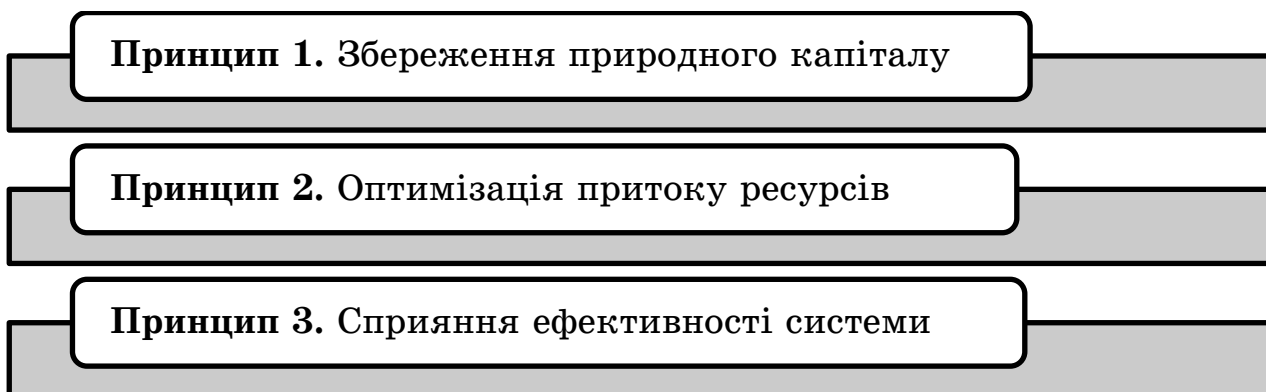 Принцип 1. Збереження природного капіталу
Принцип 2. Оптимізація притоку ресурсів
Принцип 3. Сприяння ефективності системи